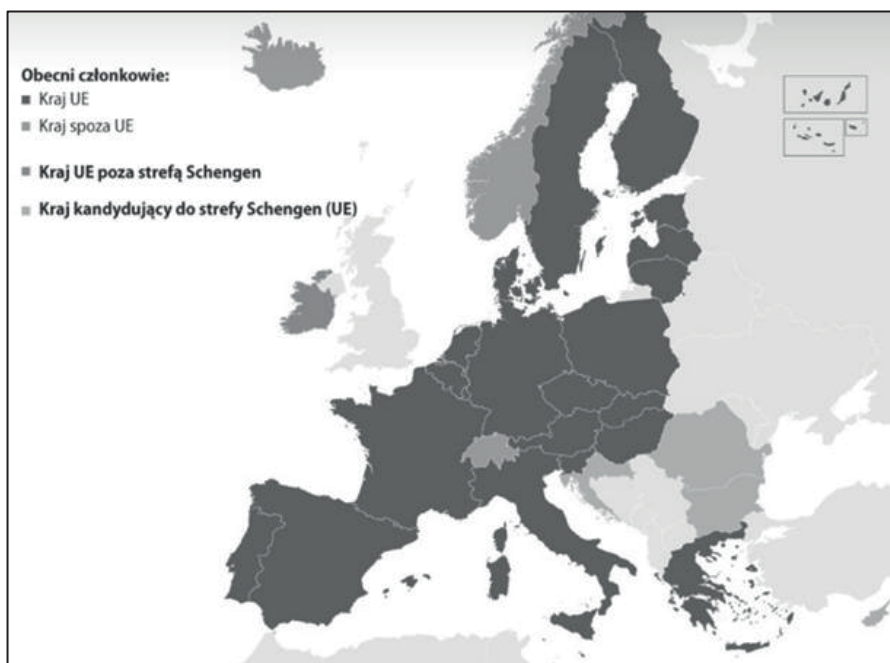 Obecni członkowie:
Kraj UE
Kraj spoza UE
Kraj UE poza strefą Schengen
Kraj kandydujący do strefy Schengen (UE)